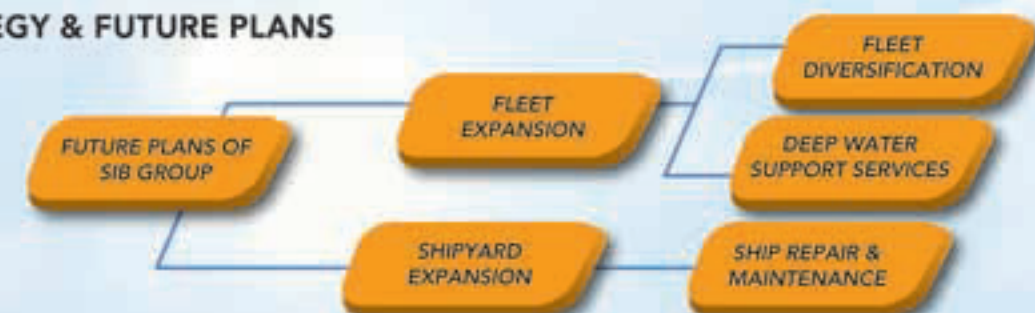 EGY & FUTURE PLANS
FUTURE PLANS OF
SIB GROUP
FLEET
EXPANSION
FLEET
DIVERSIFICATION
DEEP WATER
SUPPORT SERVICES
SHIPYARD
EXPANSION
SHIP REPAIR &
MAINTENANCE